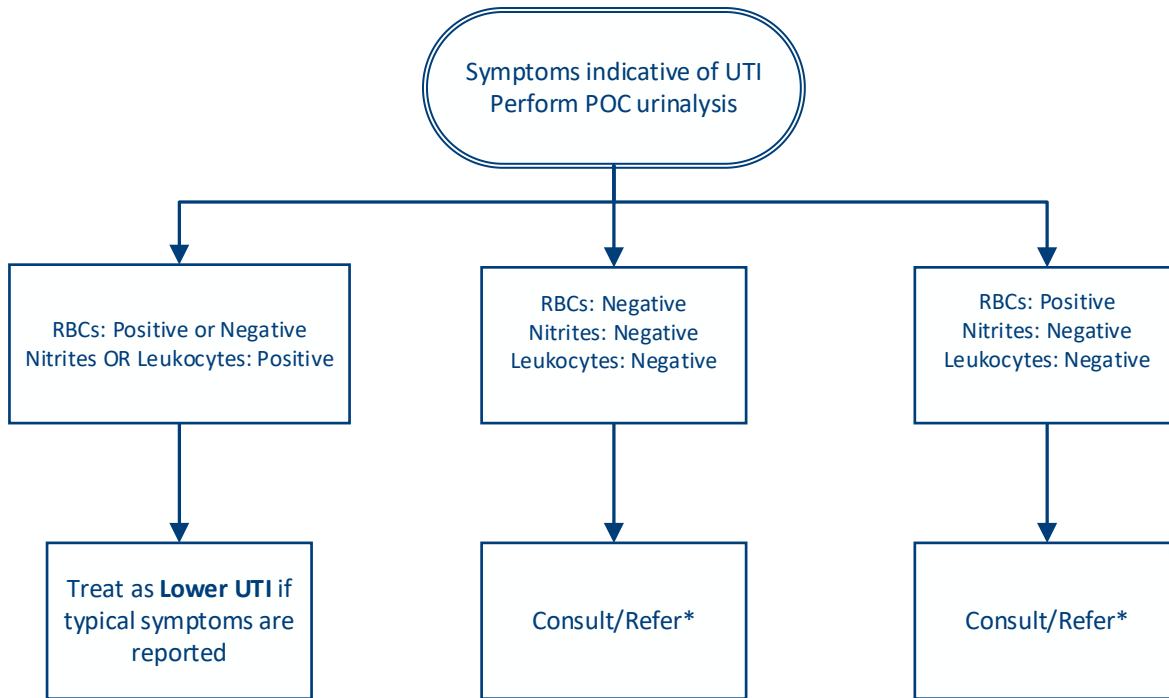 Symptoms indicative of UTI
Perform POC urinalysis
RBCs: Positive or Negative
Nitrites OR Leukocytes: Positive
RBCs: Negative
Nitrites: Negative
Leukocytes: Negative
RBCs: Positive
Nitrites: Negative
Leukocytes: Negative
Treat as Lower UTI if
typical symptoms are
reported
Consult/Refer*
Consult/Refer*